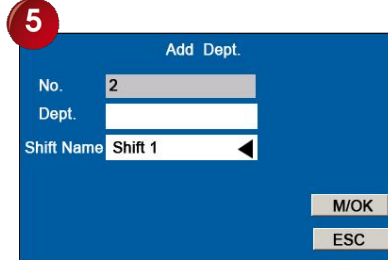 5
Add Dept.
No. 2
Dept.
Shift Name Shift 1
M/OK
ESC